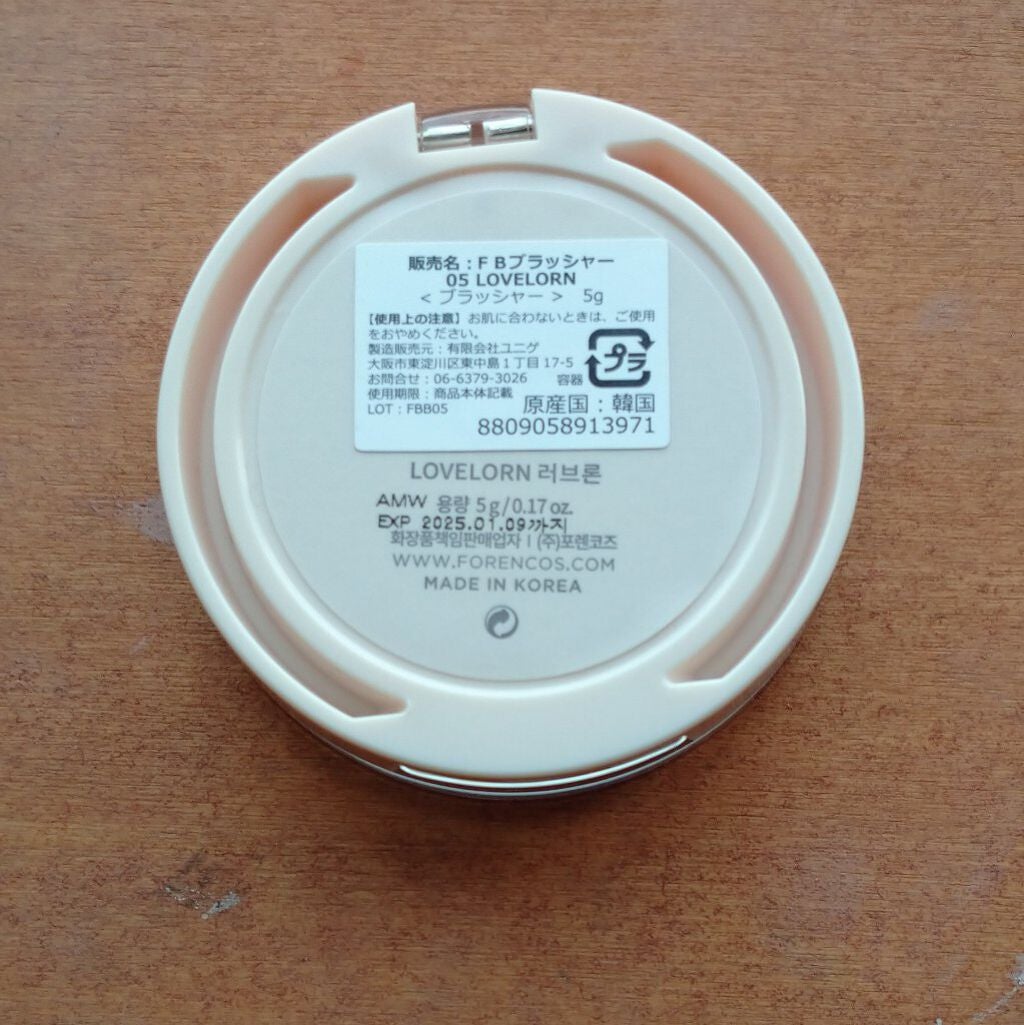 販売名：ＦＢブラッシャー
05 LOVELORN
＜ ブラッシャー ＞ 5g
【使用上の注意】お肌に合わないときは、ご使用
をおやめください。
製造販売元：有限会社ユニゲ
大阪市東淀川区東中島１丁目 17-5
お問合せ：06-6379-3026
プラ
容器
使用期限：商品本体記載
LOT：FBB05
原産国：韓国
8809058913971
LOVELORN 러브론
AMW 용량 5g/0.17oz.
EXP 2025.01.09까지
화장품책임판매업자 I (주)포렌코즈
WWW.FORENCOS.COM
MADE IN KOREA